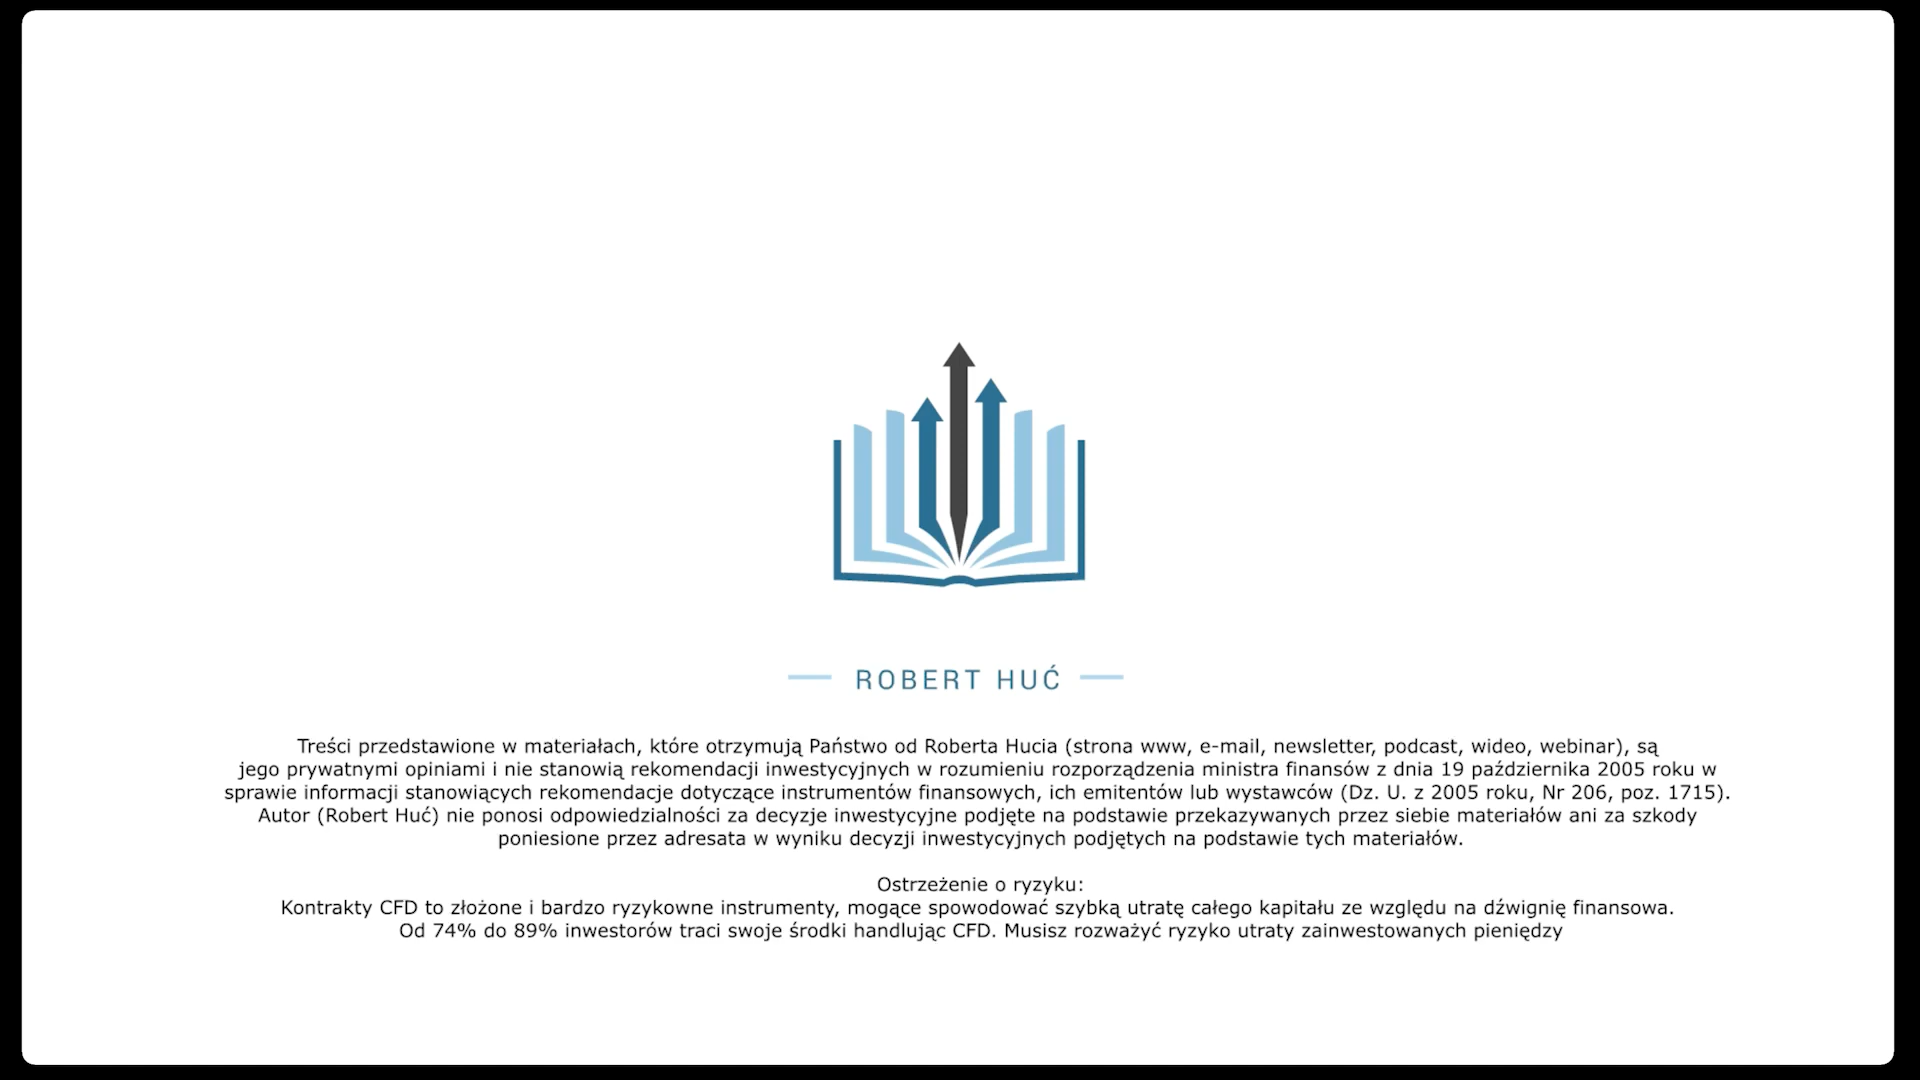 ROBERT HUĆ
Treści przedstawione w materiałach, które otrzymują Państwo od Roberta Hucia (strona www, e-mail, newsletter, podcast, wideo, webinar), są
jego prywatnymi opiniami i nie stanowią rekomendacji inwestycyjnych w rozumieniu rozporządzenia ministra finansów z dnia 19 października 2005 roku w
sprawie informacji stanowiących rekomendacje dotyczące instrumentów finansowych, ich emitentów lub wystawców (Dz. U. z 2005 roku, Nr 206, poz. 1715).
Autor (Robert Huć) nie ponosi odpowiedzialności za decyzje inwestycyjne podjęte na podstawie przekazywanych przez siebie materiałów ani za szkody
poniesione przez adresata w wyniku decyzji inwestycyjnych podjętych na podstawie tych materiałów.
Ostrzeżenie o ryzyku:
Kontrakty CFD to złożone i bardzo ryzykowne instrumenty, mogące spowodować szybką utratę całego kapitału ze względu na dźwignię finansowa.
Od 74% do 89% inwestorów traci swoje środki handlując CFD. Musisz rozważyć ryzyko utraty zainwestowanych pieniędzy